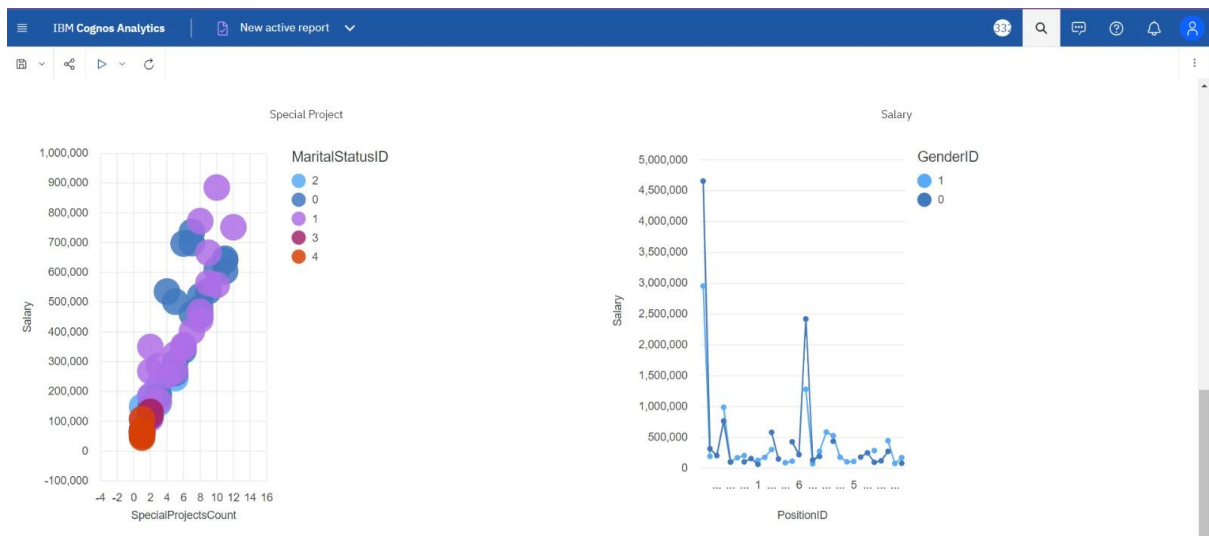 IBM Cognos Analytics
New active report
Special Project
1,000,000
900,000
800,000
700,000
600,000
500,000
400,000
300,000
200,000
100,000
0
-100,000
Salary
-4 -2 0 2 4 6 8 10 12 14 16
SpecialProjectsCount
MaritalStatusID
2
0
1
3
4
Salary
5,000,000
4,500,000
4,000,000
3,500,000
3,000,000
2,500,000
2,000,000
1,500,000
1,000,000
500,000
0
Salary
... ... ... 1 ... ... 6 ... ... ... 5 ... ... ...
PositionID
GenderID
1
0